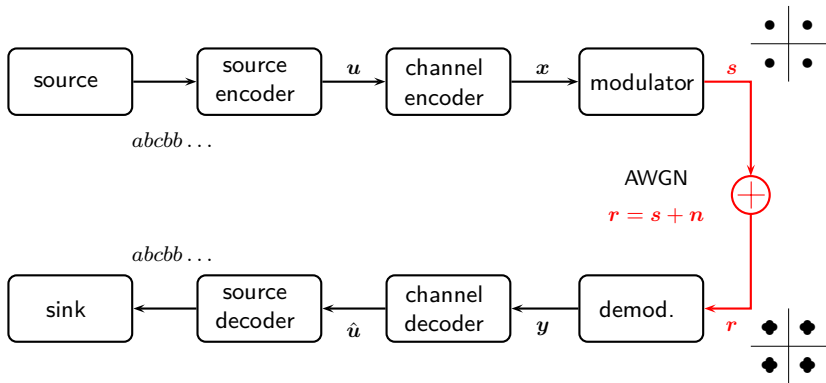 source
source
encoder
u
channel
encoder
x
modulator
s
abcbb …
AWGN
r = s + n
abcbb …
sink
source
decoder
û
channel
decoder
y
demod.
r